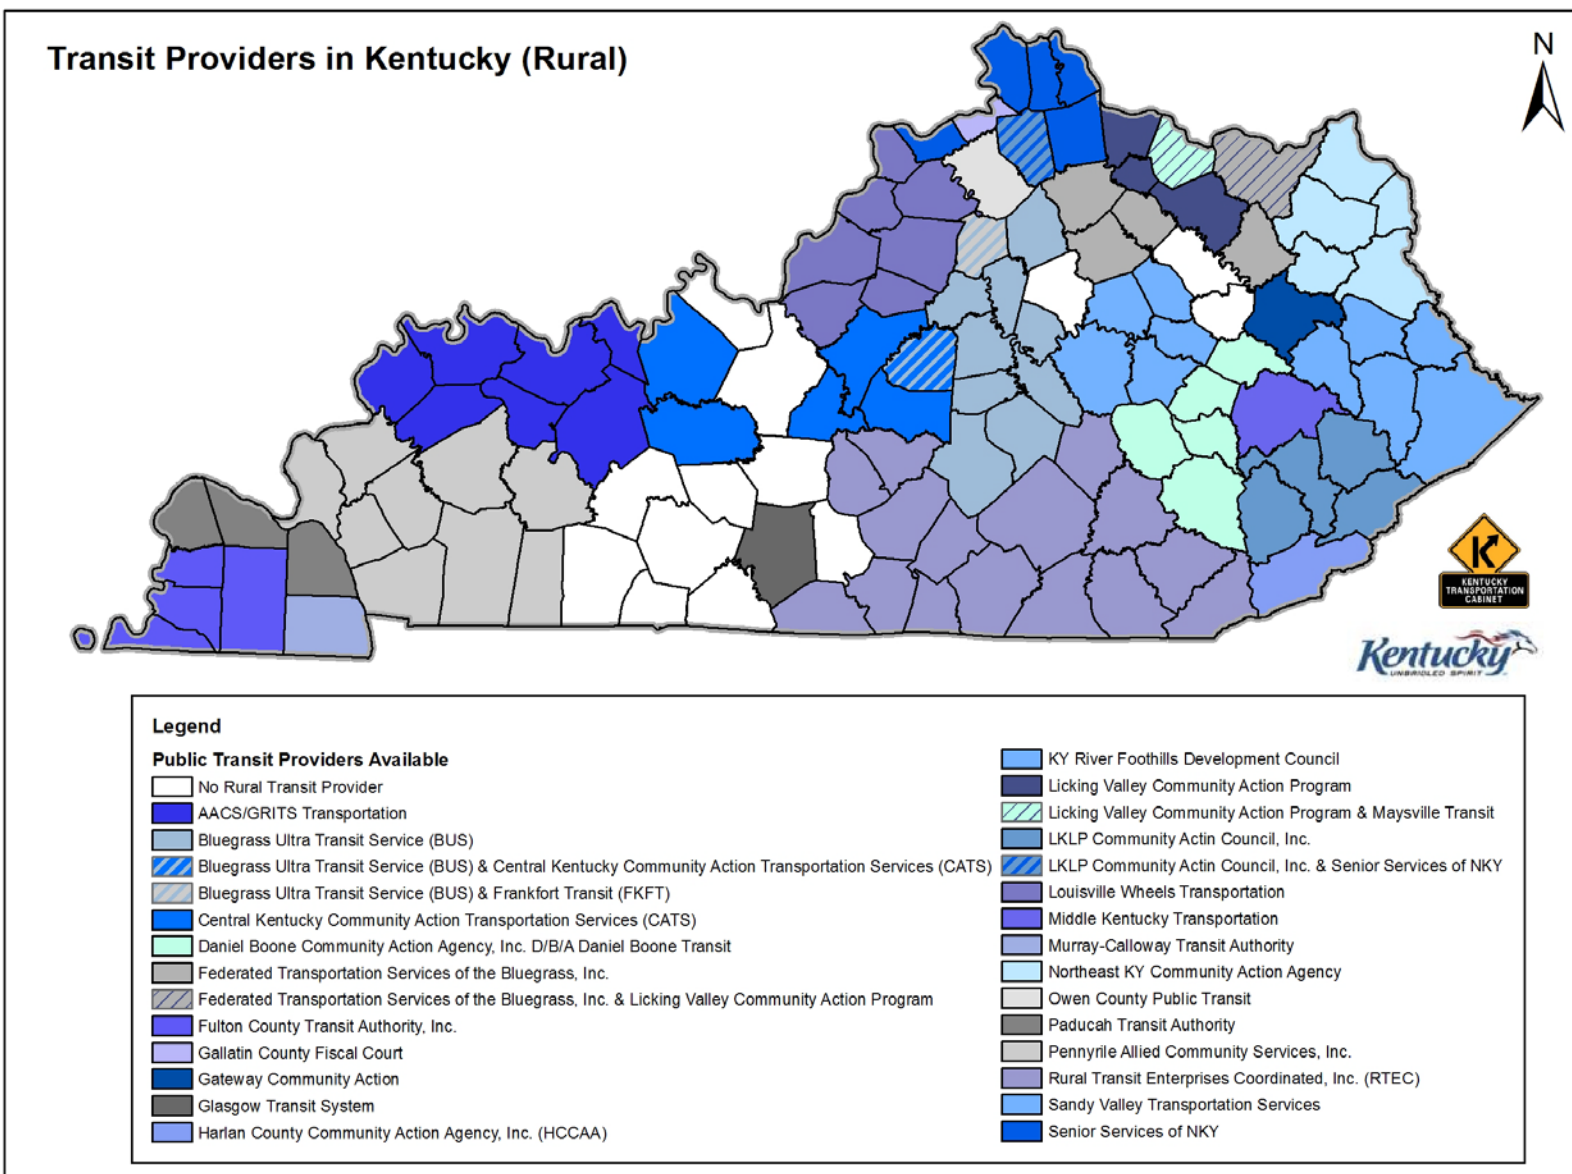 Transit Providers in Kentucky (Rural)
N
KENTUCKY
TRANSPORTATION
CABINET
Kentucky
UNBRIDLED SPIRIT
Legend
Public Transit Providers Available
No Rural Transit Provider
AACS/GRITS Transportation
Bluegrass Ultra Transit Service (BUS)
Bluegrass Ultra Transit Service (BUS) & Central Kentucky Community Action Transportation Services (CATS)
Bluegrass Ultra Transit Service (BUS) & Frankfort Transit (FKFT)
Central Kentucky Community Action Transportation Services (CATS)
Daniel Boone Community Action Agency, Inc. D/B/A Daniel Boone Transit
Federated Transportation Services of the Bluegrass, Inc.
Federated Transportation Services of the Bluegrass, Inc. & Licking Valley Community Action Program
Fulton County Transit Authority, Inc.
Gallatin County Fiscal Court
Gateway Community Action
Glasgow Transit System
Harlan County Community Action Agency, Inc. (HCCAA)
KY River Foothills Development Council
Licking Valley Community Action Program
Licking Valley Community Action Program & Maysville Transit
LKLP Community Actin Council, Inc.
LKLP Community Actin Council, Inc. & Senior Services of NKY
Louisville Wheels Transportation
Middle Kentucky Transportation
Murray-Calloway Transit Authority
Northeast KY Community Action Agency
Owen County Public Transit
Paducah Transit Authority
Pennyrile Allied Community Services, Inc.
Rural Transit Enterprises Coordinated, Inc. (RTEC)
Sandy Valley Transportation Services
Senior Services of NKY